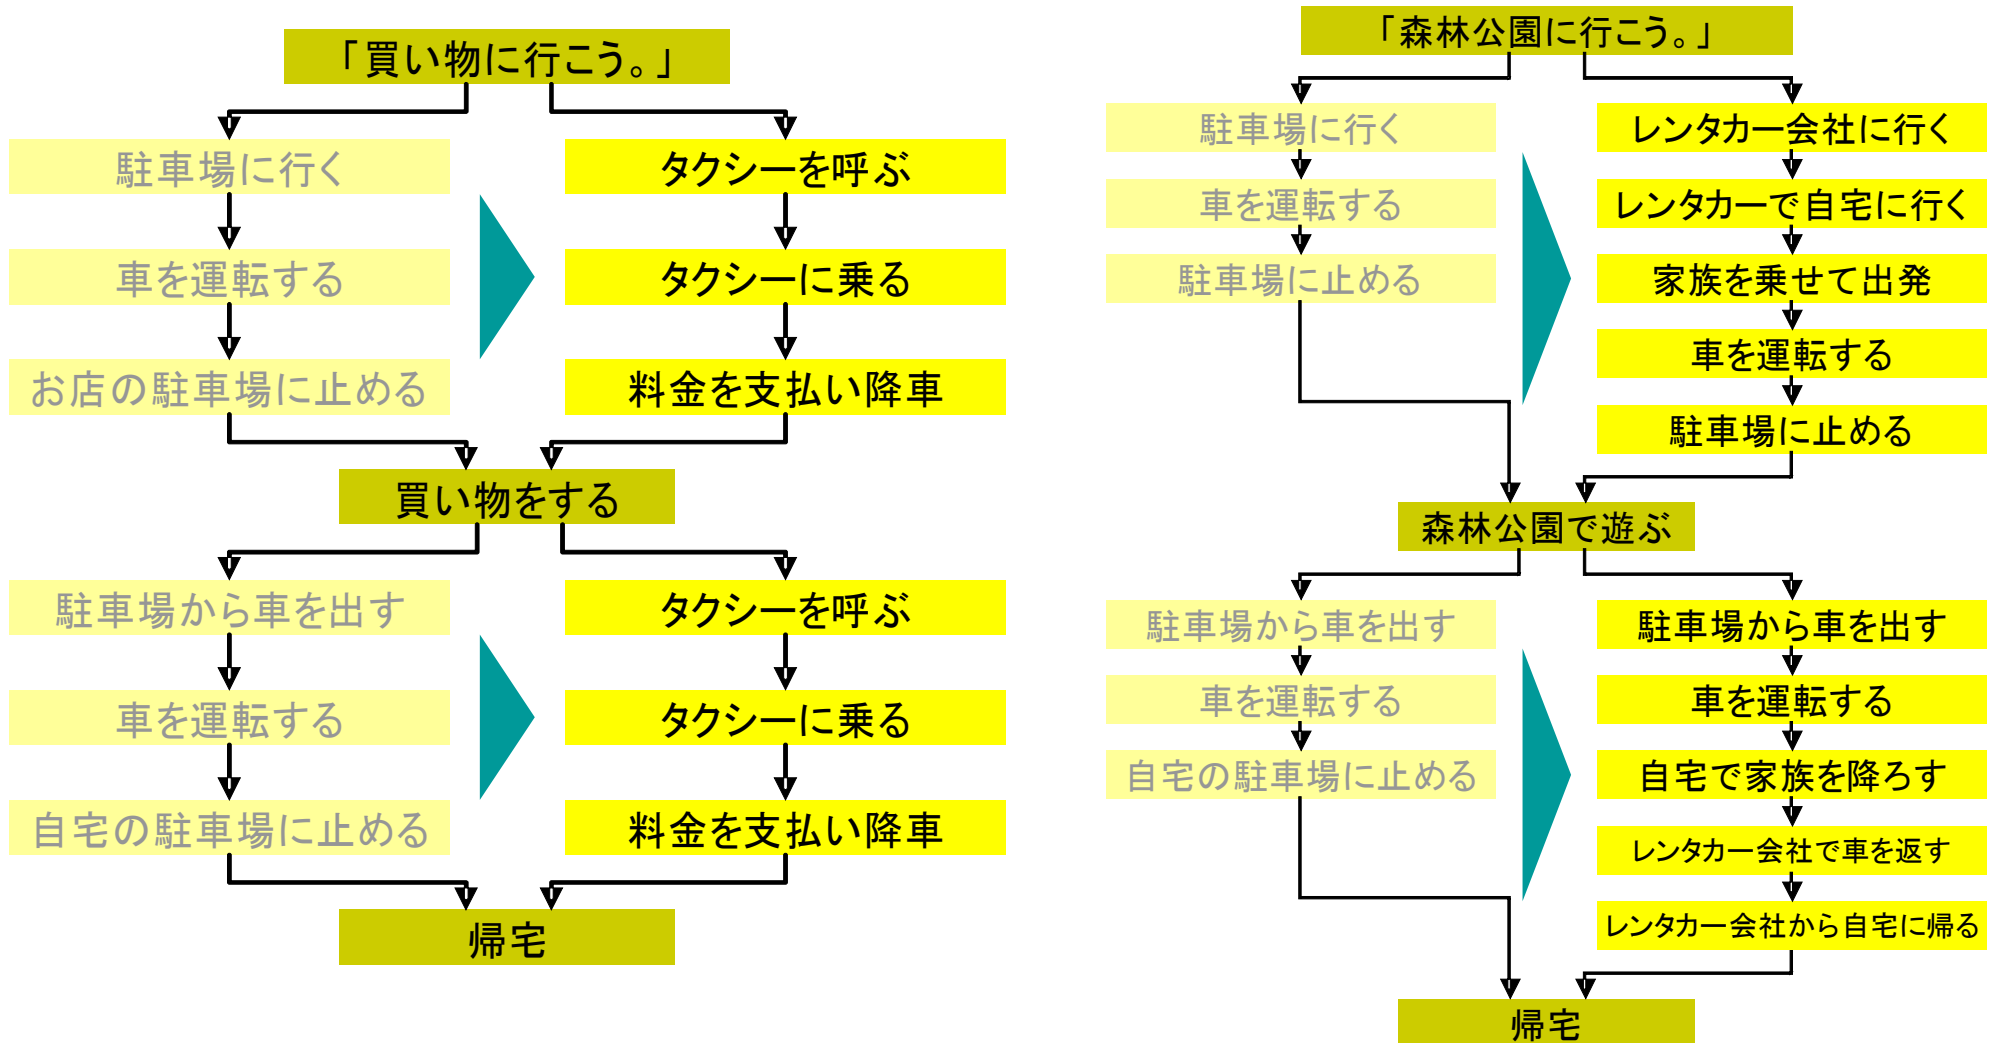 「買い物に行こう。」
駐車場に行く
タクシーを呼ぶ
車を運転する
タクシーに乗る
お店の駐車場に止める
料金を支払い降車
買い物をする
駐車場から車を出す
タクシーを呼ぶ
車を運転する
タクシーに乗る
自宅の駐車場に止める
料金を支払い降車
帰宅
「森林公園に行こう。」
駐車場に行く
レンタカー会社に行く
車を運転する
レンタカーで自宅に行く
駐車場に止める
家族を乗せて出発
車を運転する
駐車場に止める
森林公園で遊ぶ
駐車場から車を出す
駐車場から車を出す
車を運転する
車を運転する
自宅の駐車場に止める
自宅で家族を降ろす
レンタカー会社で車を返す
レンタカー会社から自宅に帰る
帰宅